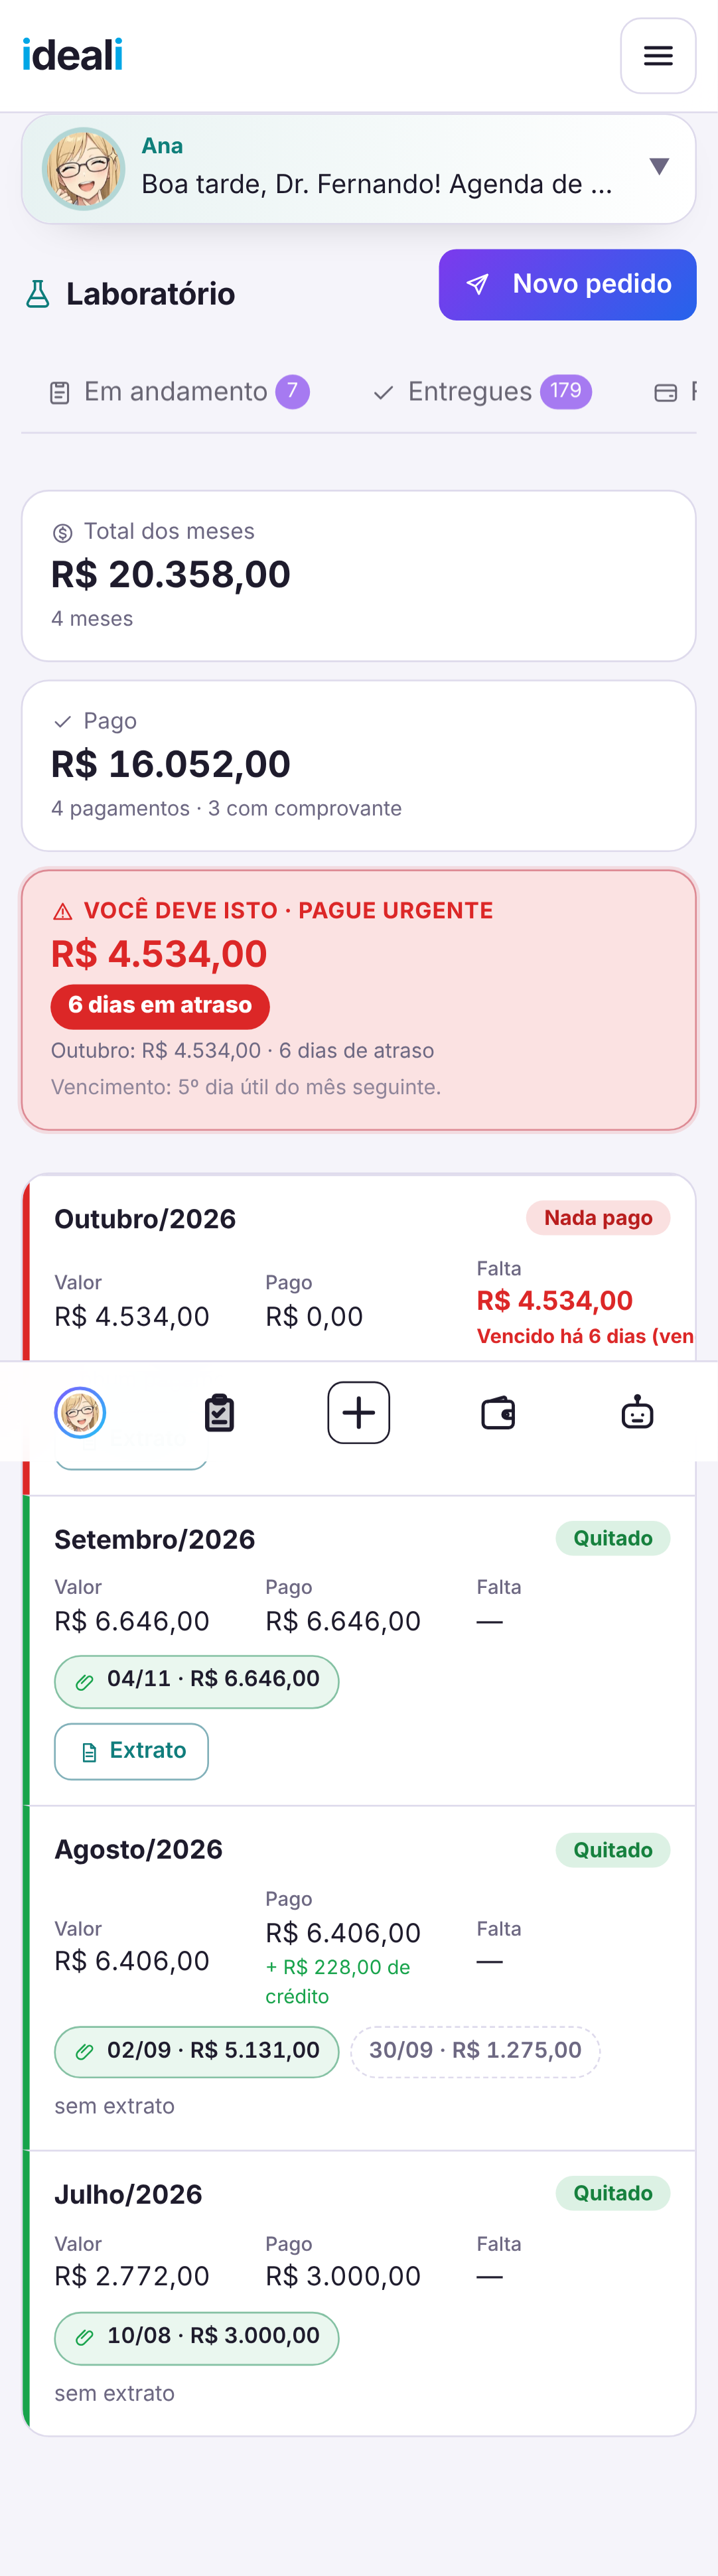 ideali
Ana
Boa tarde, Dr. Fernando! Agenda de ...
Laboratório
Novo pedido
Em andamento 7
Entregues 179
Total dos meses
R$ 20.358,00
4 meses
Pago
R$ 16.052,00
4 pagamentos · 3 com comprovante
VOCÊ DEVE ISTO · PAGUE URGENTE
R$ 4.534,00
6 dias em atraso
Outubro: R$ 4.534,00 · 6 dias de atraso
Vencimento: 5º dia útil do mês seguinte.
Outubro/2026
Nada pago
Valor
R$ 4.534,00
Pago
R$ 0,00
Falta
R$ 4.534,00
Vencido há 6 dias (ven
Extrato
Setembro/2026
Quitado
Valor
R$ 6.646,00
Pago
R$ 6.646,00
Falta
—
04/11 · R$ 6.646,00
Extrato
Agosto/2026
Quitado
Valor
R$ 6.406,00
Pago
R$ 6.406,00
+ R$ 228,00 de
crédito
Falta
—
02/09 · R$ 5.131,00
30/09 · R$ 1.275,00
sem extrato
Julho/2026
Quitado
Valor
R$ 2.772,00
Pago
R$ 3.000,00
Falta
—
10/08 · R$ 3.000,00
sem extrato